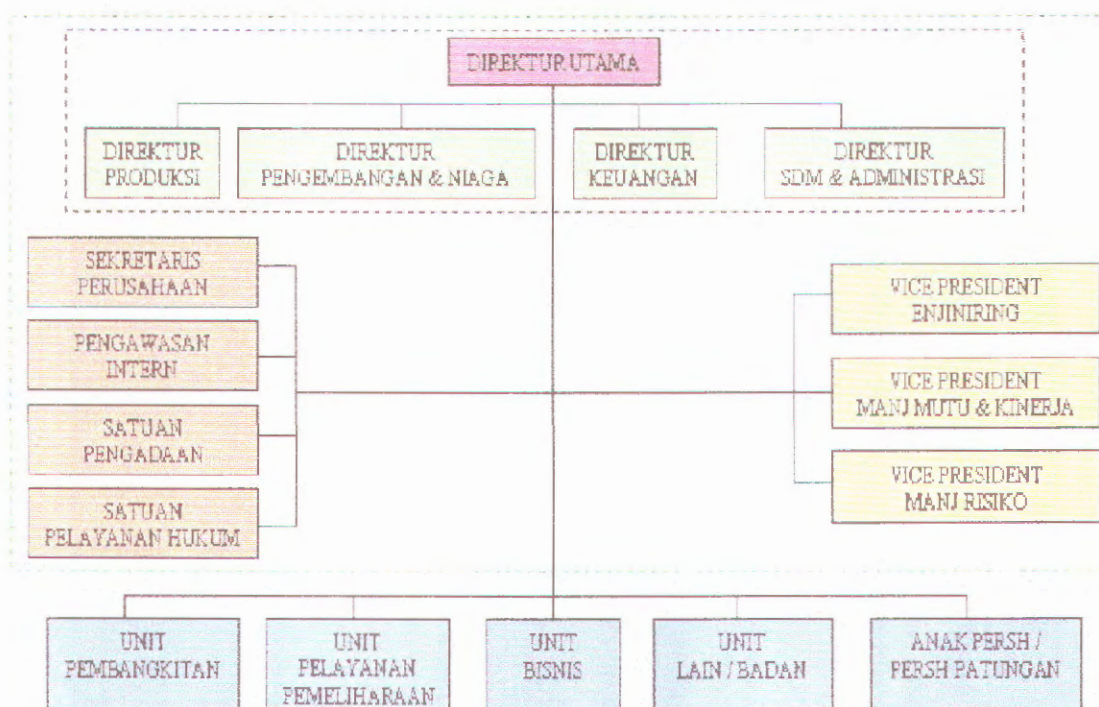 DIREKTUR UTAMA
DIREKTUR
PRODUKSI
DIREKTUR
PENGEMBANGAN & NIAGA
DIREKTUR
KEUANGAN
DIREKTUR
SDM & ADMINISTRASI
SEKRETARIS
PERUSAHAAN
PENGAWASAN
INTERN
SATUAN
PENGADAAN
SATUAN
PELAYANAN HUKUM
VICE PRESIDENT
ENJINIRING
VICE PRESIDENT
MANJ MUTU & KINERJA
VICE PRESIDENT
MANJ RISIKO
UNIT
PEMBANGKITAN
UNIT
PELAYANAN
PEMELIHARAAN
UNIT
BISNIS
UNIT
LAIN / BADAN
ANAK PERSH /
PERSH PATUNGAN